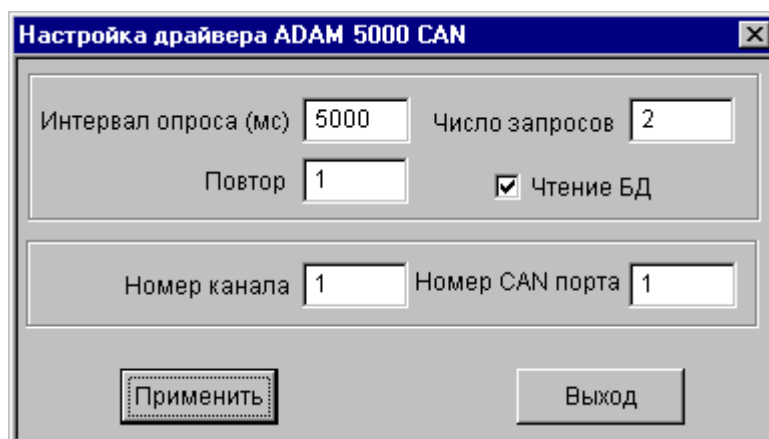 Настройка драйвера ADAM 5000 CAN
Интервал опроса (мс) 5000 Число запросов 2
Повтор 1 Чтение БД
Номер канала 1 Номер CAN порта 1
Применить Выход